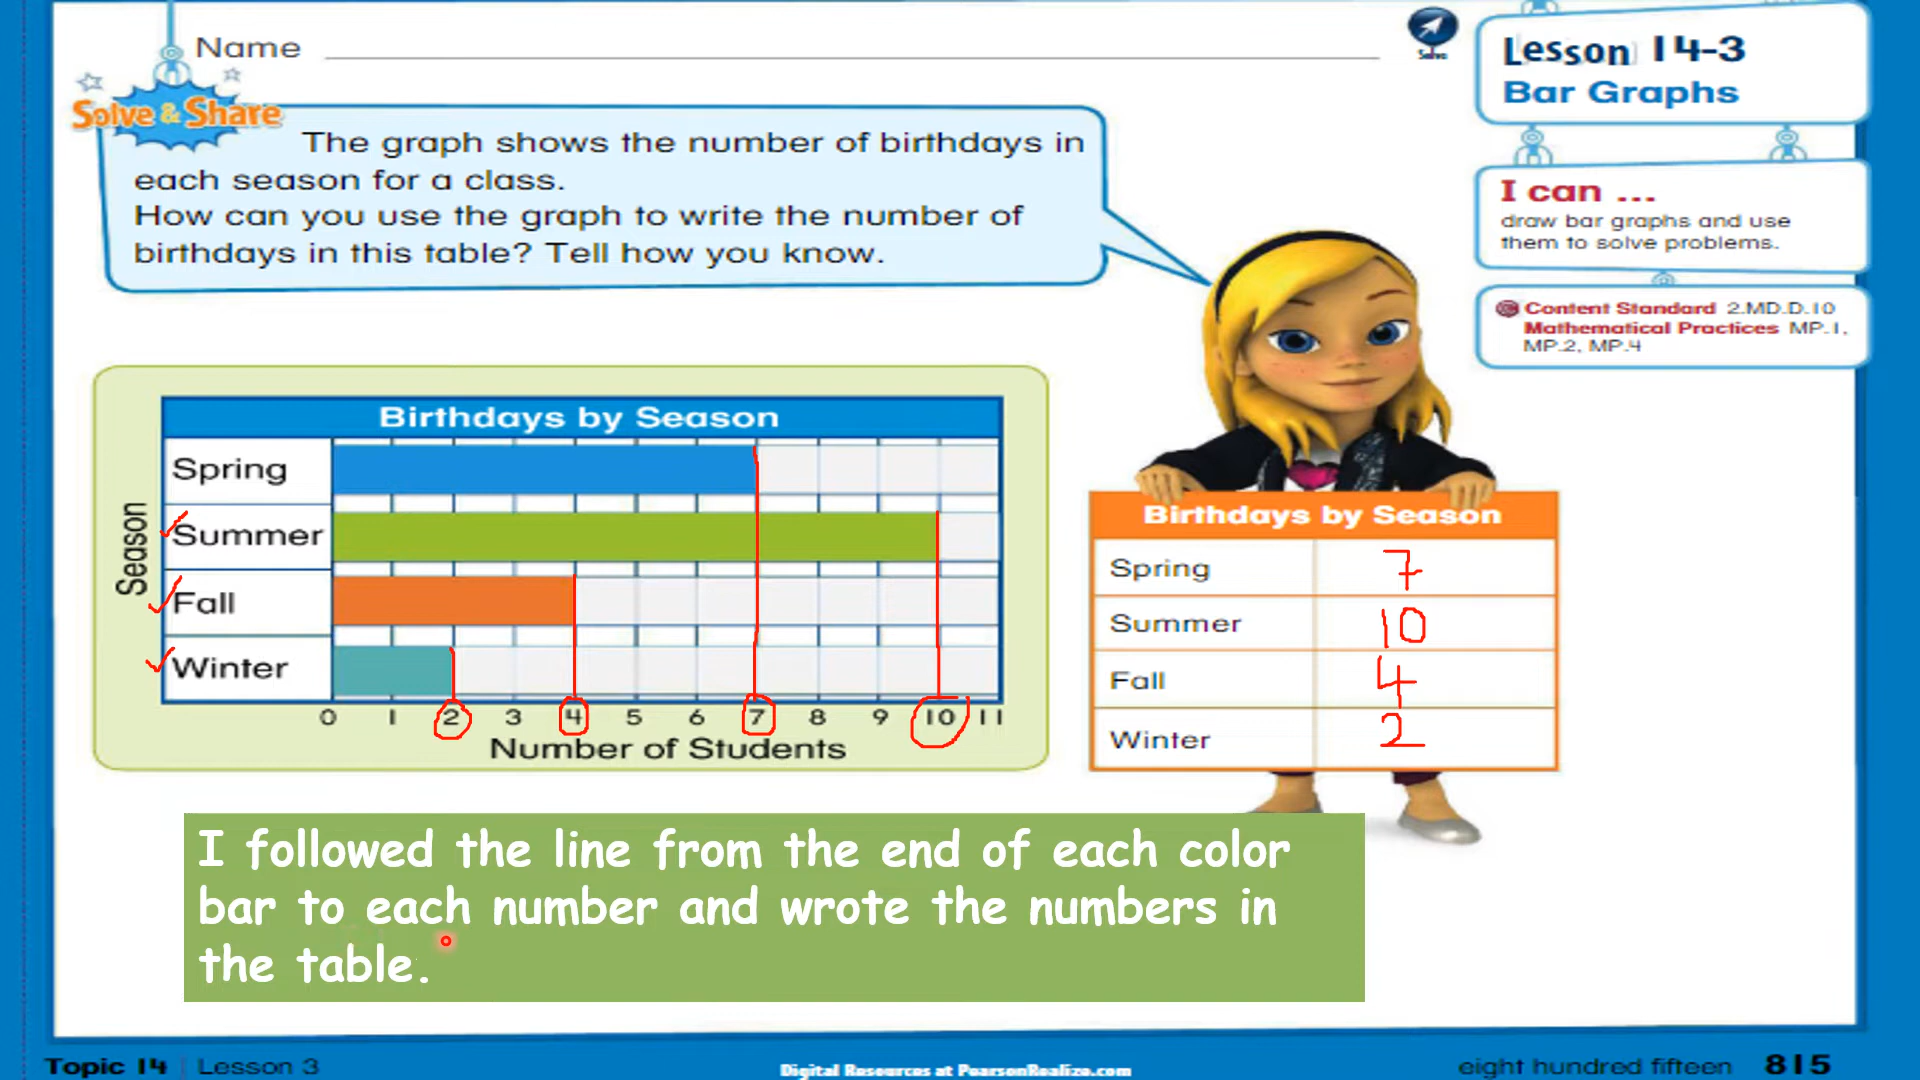 Name
Solve & Share
Solve
Lesson 14-3
Bar Graphs
The graph shows the number of birthdays in
each season for a class.
How can you use the graph to write the number of
birthdays in this table? Tell how you know.
I can ...
draw bar graphs and use
them to solve problems.
Content Standard 2.MD.D.10
Mathematical Practices MP.1,
MP.2, MP.4
Birthdays by Season
Season
Spring
Summer
Fall
Winter
0 1 2 3 4 5 6 7 8 9 10 11
Number of Students
Birthdays by Season
Spring 7
Summer 10
Fall 4
Winter 2
I followed the line from the end of each color
bar to each number and wrote the numbers in
the table.
Topic 14 | Lesson 3
Digital Resources at PearsonRealize.com
eight hundred fifteen 815